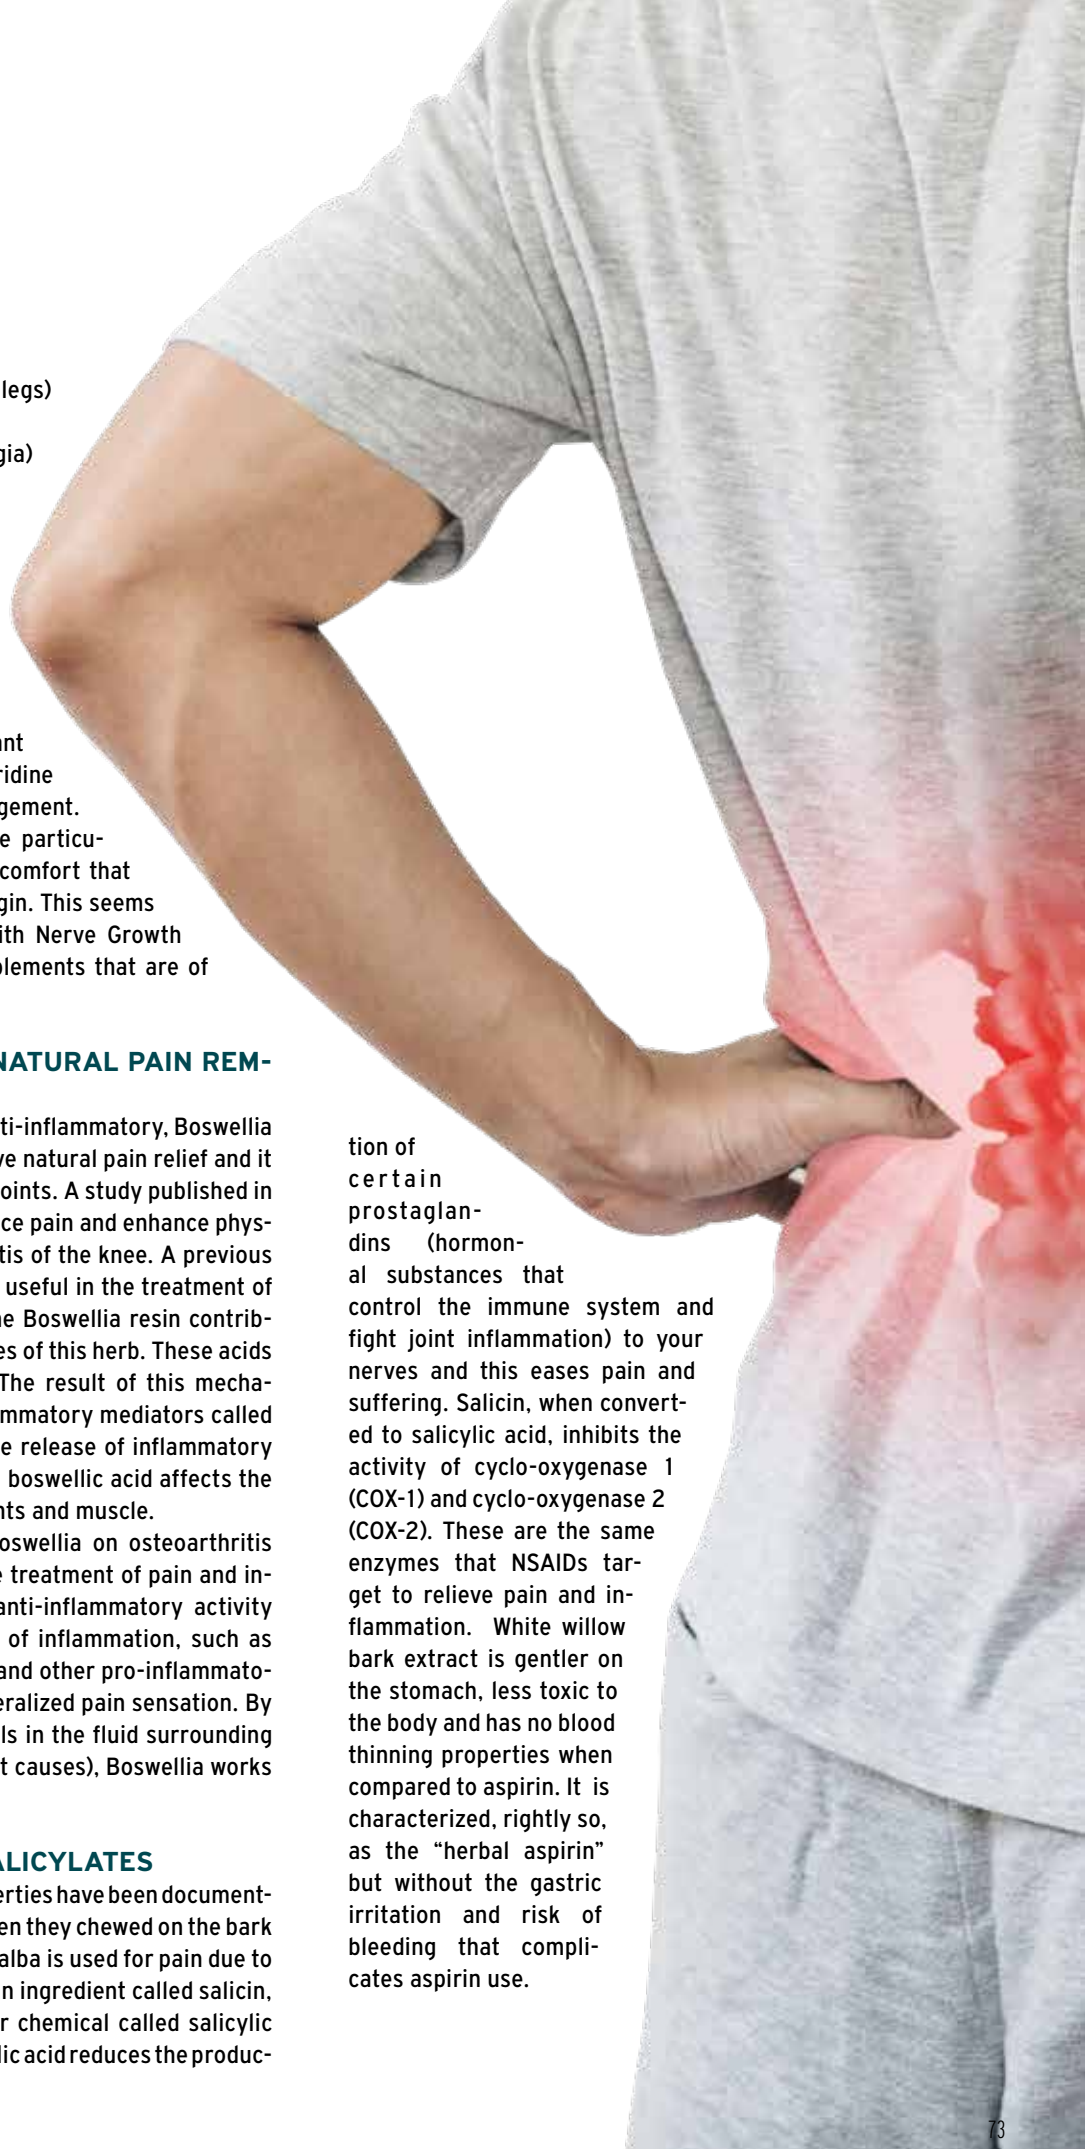 legs)
gia)
ant
ridine
gement.
e particu-
comfort that
gin. This seems
ith Nerve Growth
plements that are of
NATURAL PAIN REM-
ti-inflammatory, Boswellia
ve natural pain relief and it
oints. A study published in
ce pain and enhance phys-
tis of the knee. A previous
useful in the treatment of
he Boswellia resin contrib-
es of this herb. These acids
The result of this mecha-
mmatory mediators called
e release of inflammatory
boswellic acid affects the
nts and muscle.
oswellia on osteoarthritis
e treatment of pain and in-
anti-inflammatory activity
of inflammation, such as
and other pro-inflammato-
eralized pain sensation. By
ls in the fluid surrounding
t causes), Boswellia works
ALICYLATES
erties have been document-
en they chewed on the bark
alba is used for pain due to
n ingredient called salicin,
r chemical called salicylic
lic acid reduces the produc-
tion of
certain
prostaglan-
dins (hormon-
al substances that
control the immune system and
fight joint inflammation) to your
nerves and this eases pain and
suffering. Salicin, when convert-
ed to salicylic acid, inhibits the
activity of cyclo-oxygenase 1
(COX-1) and cyclo-oxygenase 2
(COX-2). These are the same
enzymes that NSAIDs tar-
get to relieve pain and in-
flammation. White willow
bark extract is gentler on
the stomach, less toxic to
the body and has no blood
thinning properties when
compared to aspirin. It is
characterized, rightly so,
as the “herbal aspirin”
but without the gastric
irritation and risk of
bleeding that compli-
cates aspirin use.
73